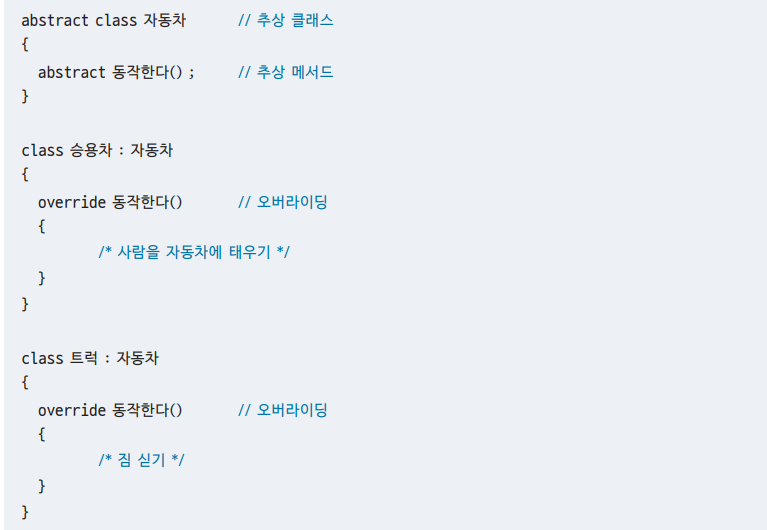 abstract class 자동차 // 추상 클래스
{
abstract 동작한다() ; // 추상 메서드
}
class 승용차 : 자동차
{
override 동작한다() // 오버라이딩
{
/* 사람을 자동차에 태우기 */
}
}
class 트럭 : 자동차
{
override 동작한다() // 오버라이딩
{
/* 짐 싣기 */
}
}